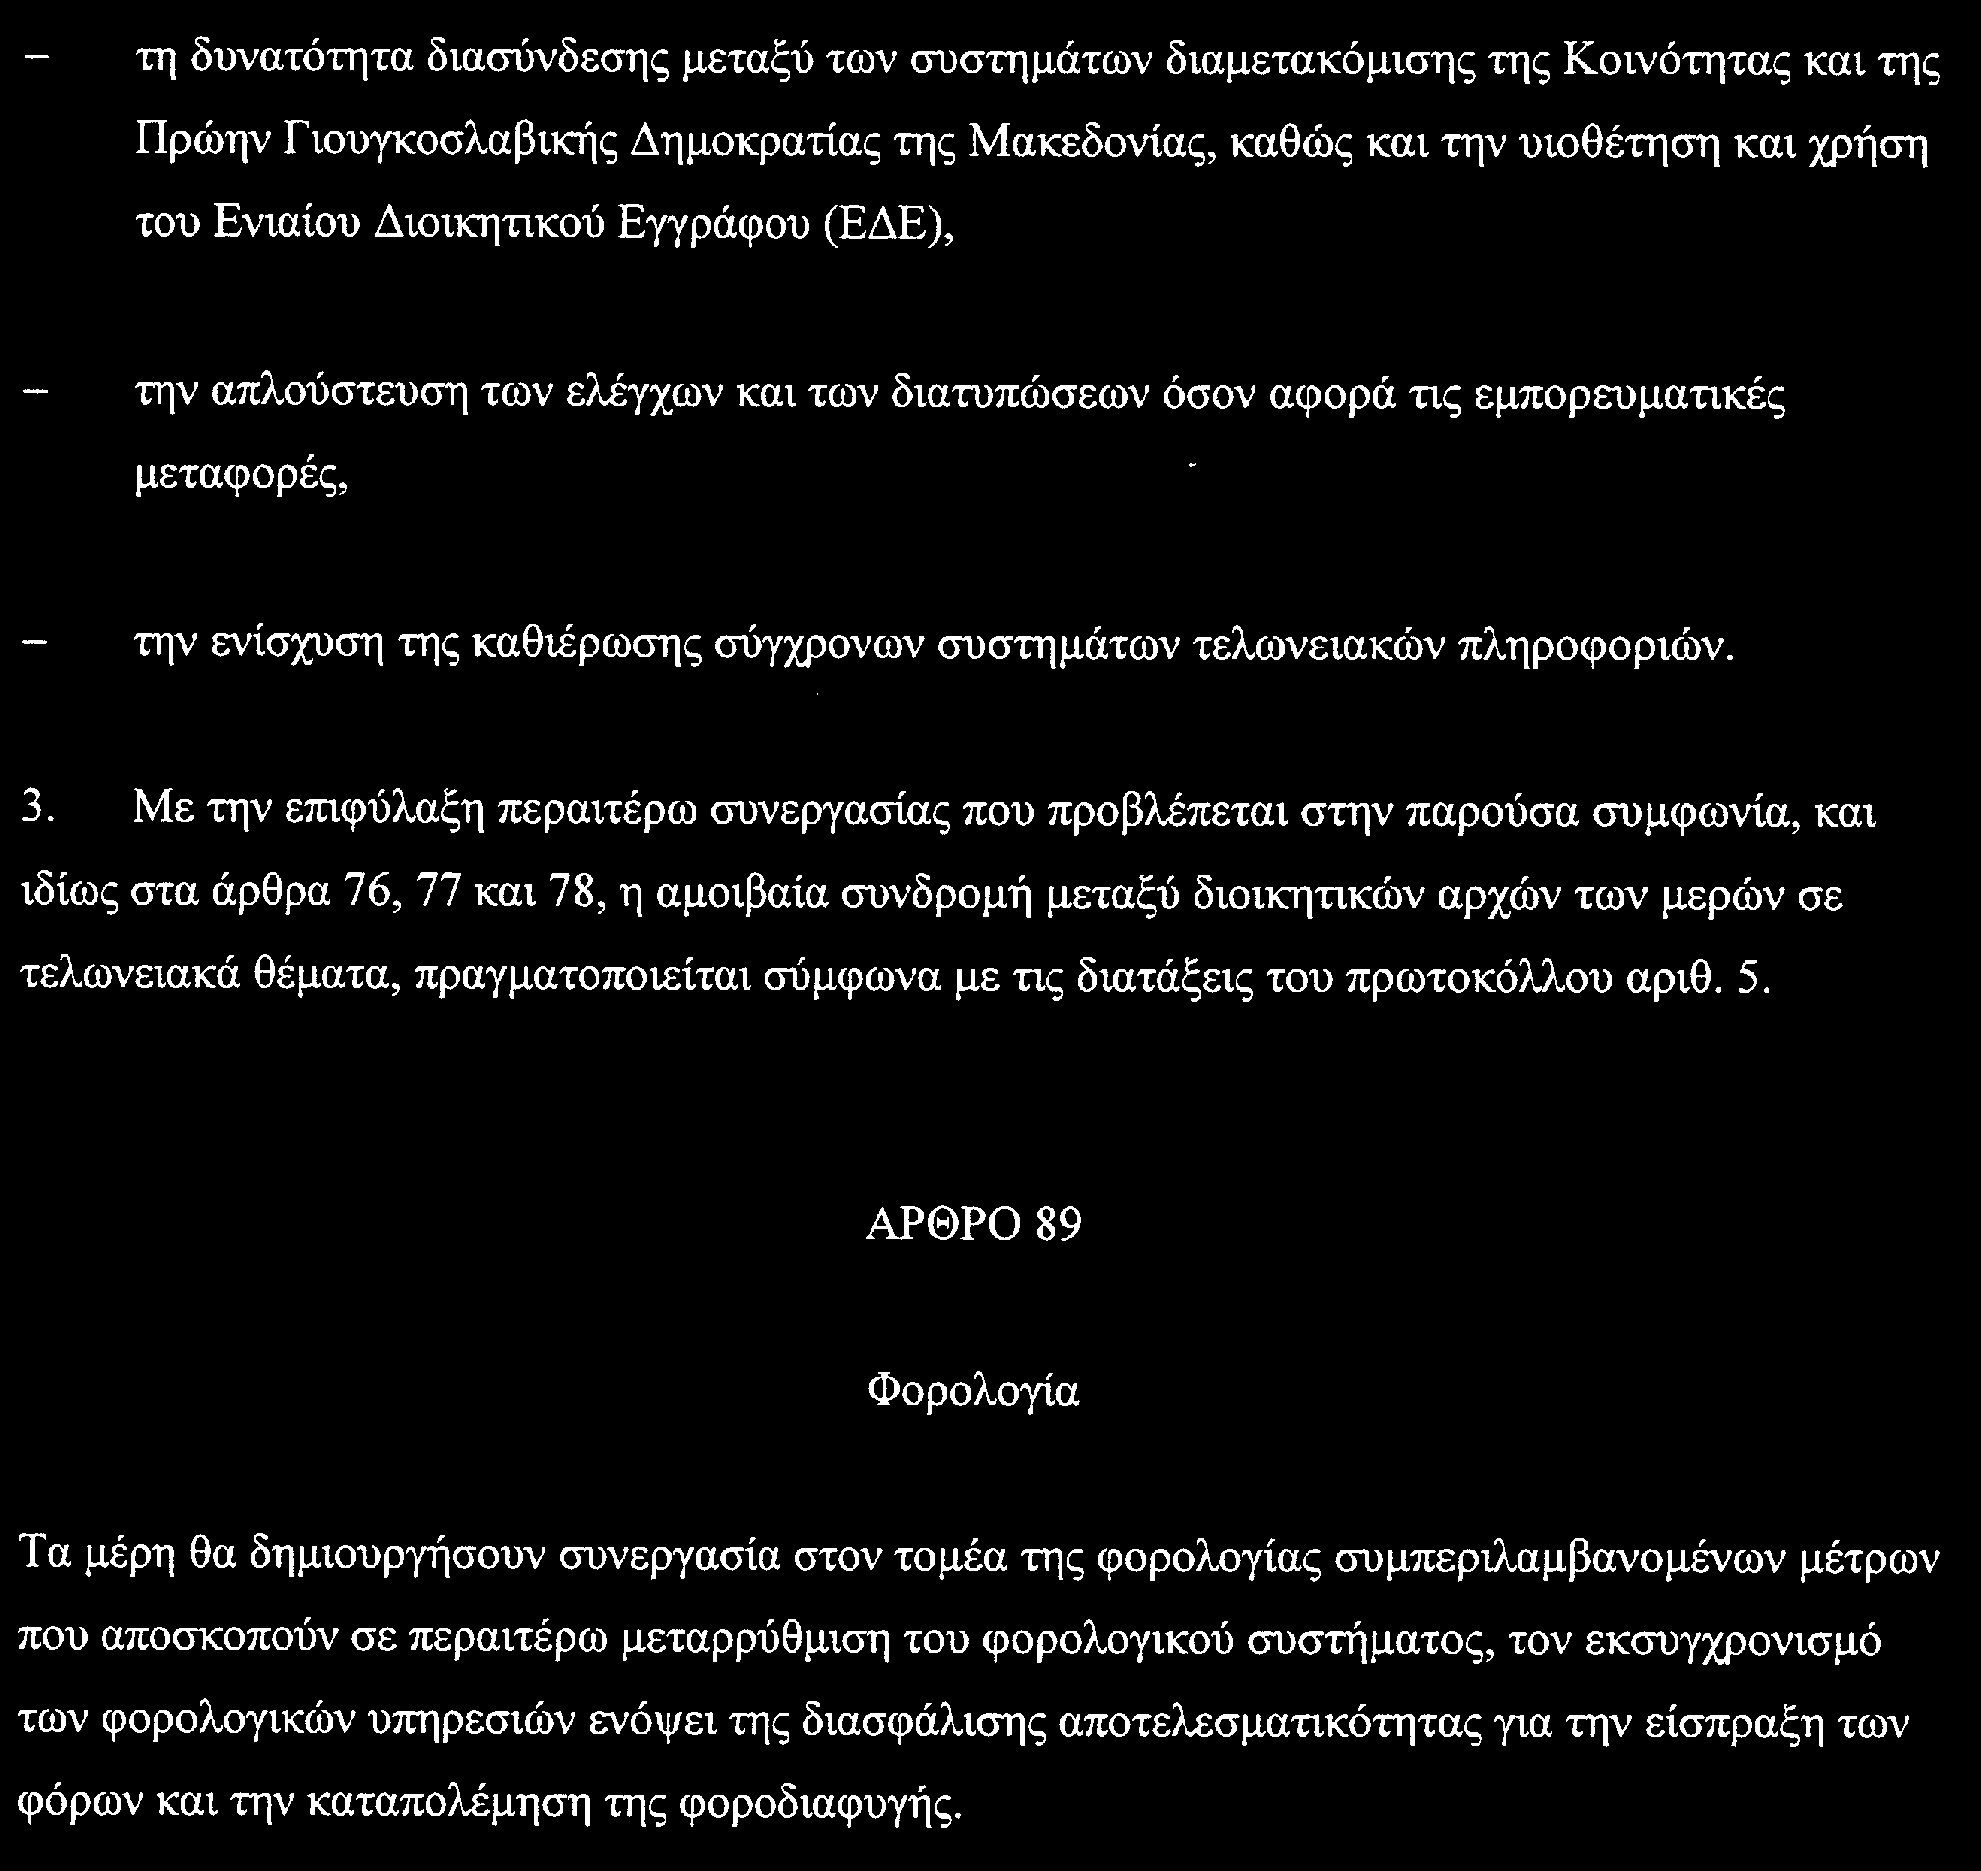 – τη δυνατότητα διασύνδεσης μεταξύ των συστημάτων διαμετακόμισης της Κοινότητας και της
Πρώην Γιουγκοσλαβικής Δημοκρατίας της Μακεδονίας, καθώς και την υιοθέτηση και χρήση
του Ενιαίου Διοικητικού Εγγράφου (ΕΔΕ),
– την απλούστευση των ελέγχων και των διατυπώσεων όσον αφορά τις εμπορευματικές
μεταφορές,
– την ενίσχυση της καθιέρωσης σύγχρονων συστημάτων τελωνειακών πληροφοριών.
3. Με την επιφύλαξη περαιτέρω συνεργασίας που προβλέπεται στην παρούσα συμφωνία, και
ιδίως στα άρθρα 76, 77 και 78, η αμοιβαία συνδρομή μεταξύ διοικητικών αρχών των μερών σε
τελωνειακά θέματα, πραγματοποιείται σύμφωνα με τις διατάξεις του πρωτοκόλλου αριθ. 5.
ΑΡΘΡΟ 89
Φορολογία
Τα μέρη θα δημιουργήσουν συνεργασία στον τομέα της φορολογίας συμπεριλαμβανομένων μέτρων
που αποσκοπούν σε περαιτέρω μεταρρύθμιση του φορολογικού συστήματος, τον εκσυγχρονισμό
των φορολογικών υπηρεσιών ενόψει της διασφάλισης αποτελεσματικότητας για την είσπραξη των
φόρων και την καταπολέμηση της φοροδιαφυγής.